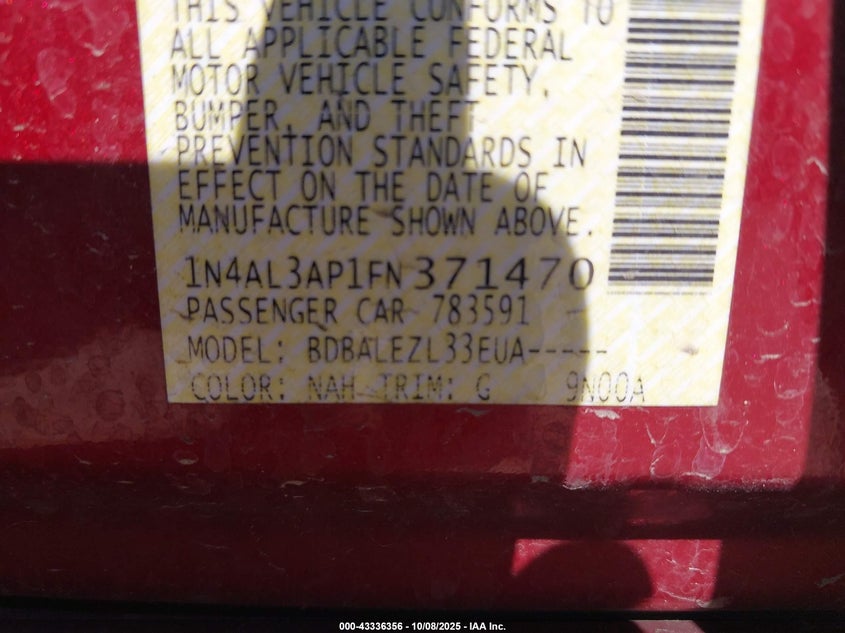 THIS VEHICLE CONFORMS TO
ALL APPLICABLE FEDERAL
MOTOR VEHICLE SAFETY,
BUMPER, AND THEFT
PREVENTION STANDARDS IN
EFFECT ON THE DATE OF
MANUFACTURE SHOWN ABOVE.
1N4AL3AP1FN371470
PASSENGER CAR 783591
MODEL: BDBALEZL33EUA-----
COLOR: NAH TRIM: G 9N00A
000-43336356 - 10/08/2025 - IAA Inc.